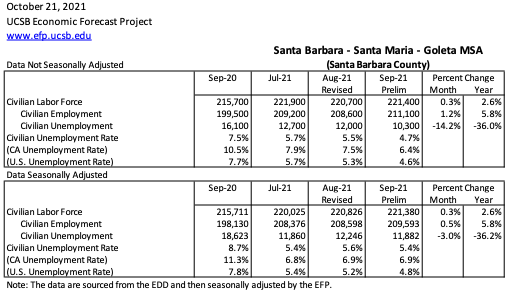 October 21, 2021
UCSB Economic Forecast Project
www.efp.ucsb.edu
Santa Barbara - Santa Maria - Goleta MSA
Data Not Seasonally Adjusted (Santa Barbara County)
Sep-20 Jul-21 Aug-21 Sep-21 Percent Change
Revised Prelim Month Year
Civilian Labor Force 215,700 221,900 220,700 221,400 0.3% 2.6%
Civilian Employment 199,500 209,200 208,600 211,100 1.2% 5.8%
Civilian Unemployment 16,100 12,700 12,000 10,300 -14.2% -36.0%
Civilian Unemployment Rate 7.5% 5.7% 5.5% 4.7%
(CA Unemployment Rate) 10.5% 7.9% 7.5% 6.4%
(U.S. Unemployment Rate) 7.7% 5.7% 5.3% 4.6%
Data Seasonally Adjusted
Sep-20 Jul-21 Aug-21 Sep-21 Percent Change
Revised Prelim Month Year
Civilian Labor Force 215,711 220,025 220,826 221,380 0.3% 2.6%
Civilian Employment 198,130 208,376 208,598 209,593 0.5% 5.8%
Civilian Unemployment 18,623 11,860 12,246 11,882 -3.0% -36.2%
Civilian Unemployment Rate 8.7% 5.4% 5.6% 5.4%
(CA Unemployment Rate) 11.3% 6.8% 6.9% 6.9%
(U.S. Unemployment Rate) 7.8% 5.4% 5.2% 4.8%
Note: The data are sourced from the EDD and then seasonally adjusted by the EFP.